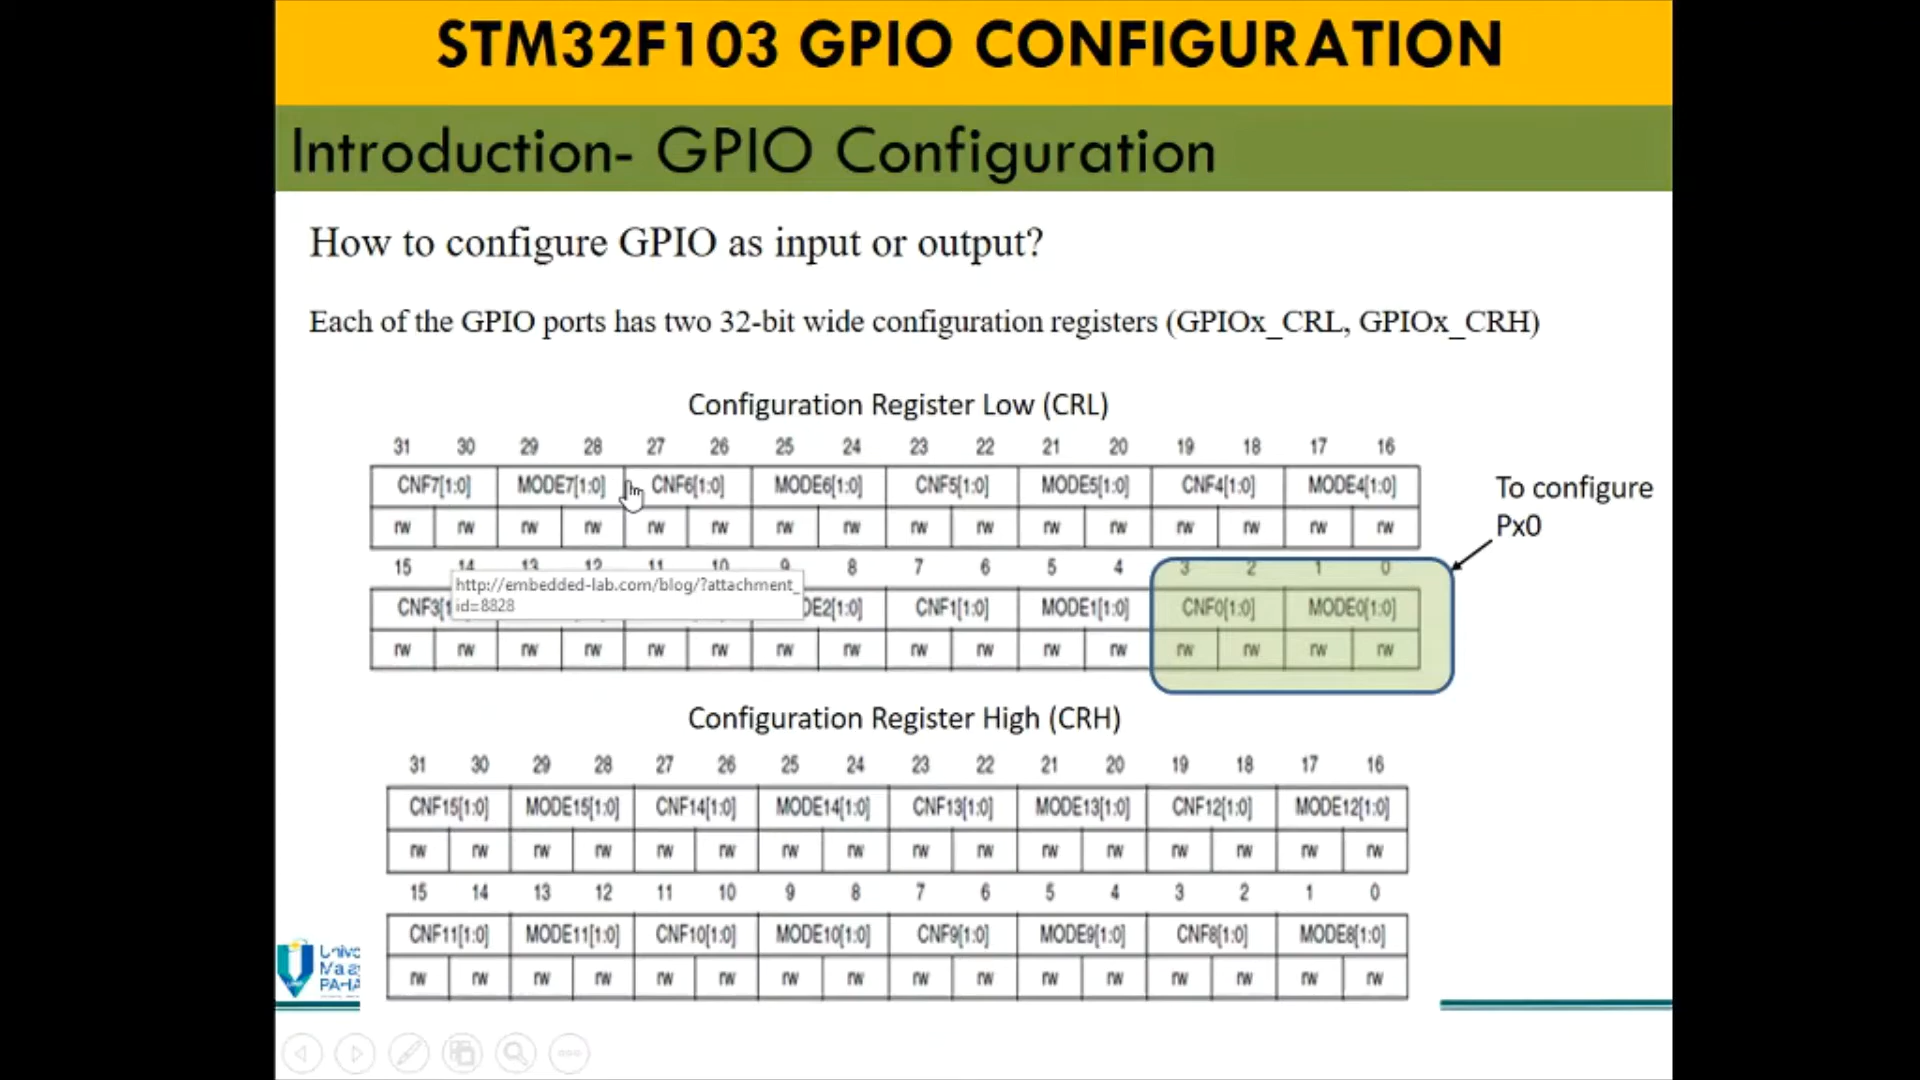 STM32F103 GPIO CONFIGURATION
Introduction- GPIO Configuration
How to configure GPIO as input or output?
Each of the GPIO ports has two 32-bit wide configuration registers (GPIOx_CRL, GPIOx_CRH)
Configuration Register Low (CRL)
31 30 29 28 27 26 25 24 23 22 21 20 19 18 17 16
CNF7[1:0] MODE7[1:0] CNF6[1:0] MODE6[1:0] CNF5[1:0] MODE5[1:0] CNF4[1:0] MODE4[1:0]
rw rw rw rw rw rw rw rw rw rw rw rw rw rw rw rw
To configure
Px0
15 14 13 12 11 10 9 8 7 6 5 4 3 2 1 0
http://embedded-lab.com/blog/?attachment_
id=8828
CNF1[1:0] MODE1[1:0] CNF0[1:0] MODE0[1:0]
rw rw rw rw rw rw rw rw rw rw rw rw rw rw rw rw
Configuration Register High (CRH)
31 30 29 28 27 26 25 24 23 22 21 20 19 18 17 16
CNF15[1:0] MODE15[1:0] CNF14[1:0] MODE14[1:0] CNF13[1:0] MODE13[1:0] CNF12[1:0] MODE12[1:0]
rw rw rw rw rw rw rw rw rw rw rw rw rw rw rw rw
15 14 13 12 11 10 9 8 7 6 5 4 3 2 1 0
CNF11[1:0] MODE11[1:0] CNF10[1:0] MODE10[1:0] CNF9[1:0] MODE9[1:0] CNF8[1:0] MODE8[1:0]
rw rw rw rw rw rw rw rw rw rw rw rw rw rw rw rw